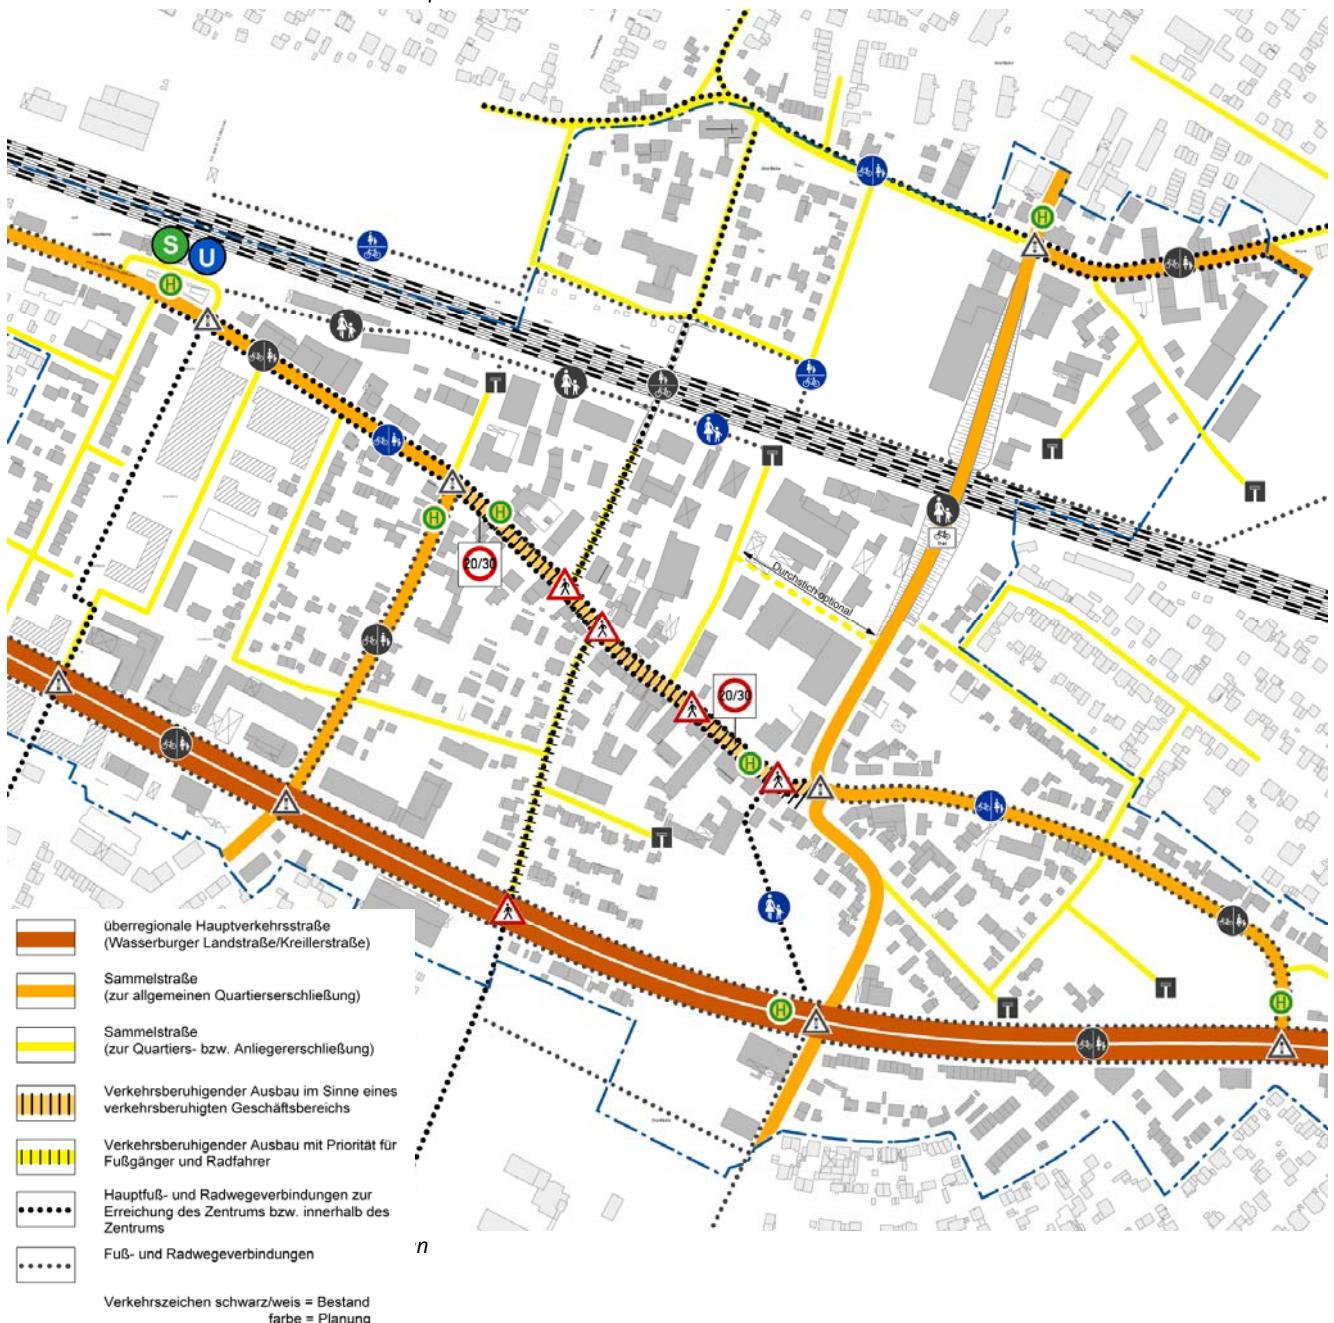 S
U
H
H
H
H
H
H
H
20/30
20/30
Durchstich optional
frei
überregionale Hauptverkehrsstraße
(Wasserburger Landstraße/Kreillerstraße)
Sammelstraße
(zur allgemeinen Quartierserschließung)
Sammelstraße
(zur Quartiers- bzw. Anliegererschließung)
Verkehrsberuhigender Ausbau im Sinne eines
verkehrsberuhigten Geschäftsbereichs
Verkehrsberuhigender Ausbau mit Priorität für
Fußgänger und Radfahrer
Hauptfuß- und Radwegeverbindungen zur
Erreichung des Zentrums bzw. innerhalb des
Zentrums
Fuß- und Radwegeverbindungen
Verkehrszeichen schwarz/weis = Bestand
farbe = Planung